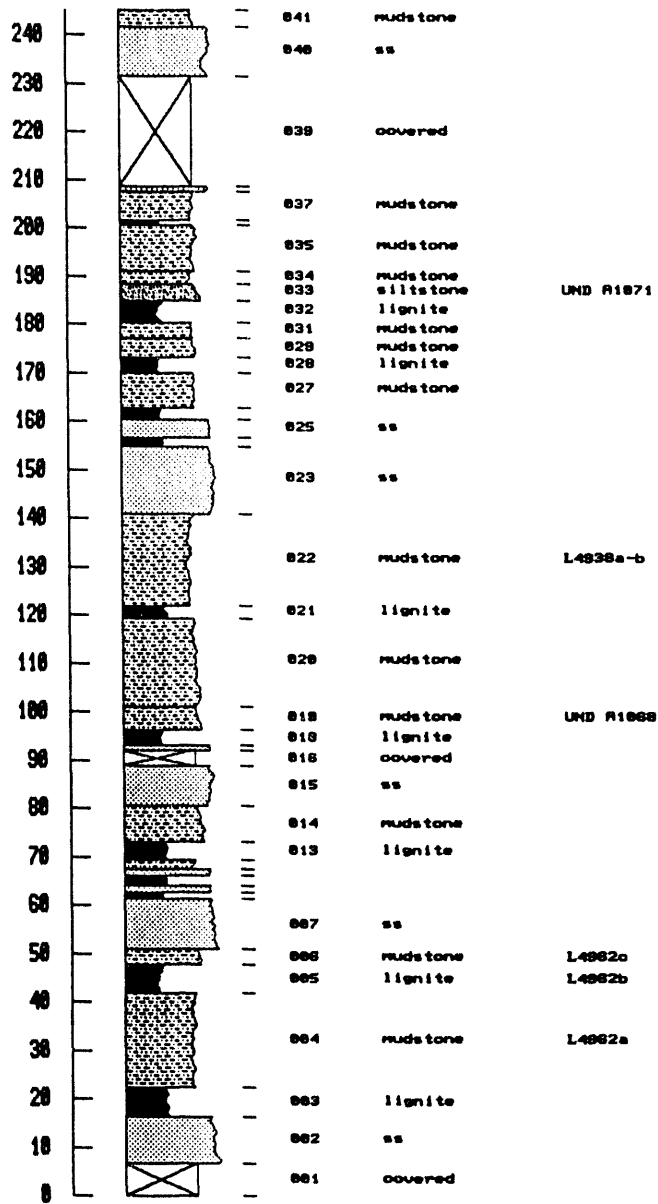 240
230
220
210
200
190
180
170
160
150
140
130
120
110
100
90
80
70
60
50
40
30
20
10
0
041 mudstone
040 ss
039 covered
037 mudstone
035 mudstone
034 mudstone
033 siltstone UND A1071
032 lignite
031 mudstone
029 mudstone
028 lignite
027 mudstone
025 ss
023 ss
022 mudstone L4938a-b
021 lignite
020 mudstone
019 mudstone UND A1068
018 lignite
016 covered
015 ss
014 mudstone
013 lignite
007 ss
006 mudstone L4962c
005 lignite L4962b
004 mudstone L4962a
003 lignite
002 ss
001 covered